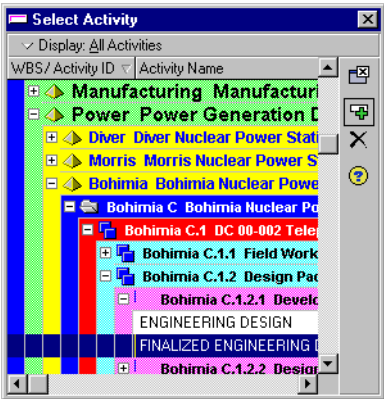 Select Activity
Display: All Activities
WBS/ Activity ID Activity Name
Manufacturing Manufacturi
Power Power Generation D
Diver Diver Nuclear Power Stati
Morris Morris Nuclear Power S
Bohimia Bohimia Nuclear Powe
Bohimia C Bohimia Nuclear Po
Bohimia C.1 DC 00-002 Telep
Bohimia C.1.1 Field Work
Bohimia C.1.2 Design Pac
Bohimia C.1.2.1 Develo
ENGINEERING DESIGN
FINALIZED ENGINEERING D
Bohimia C.1.2.2 Design